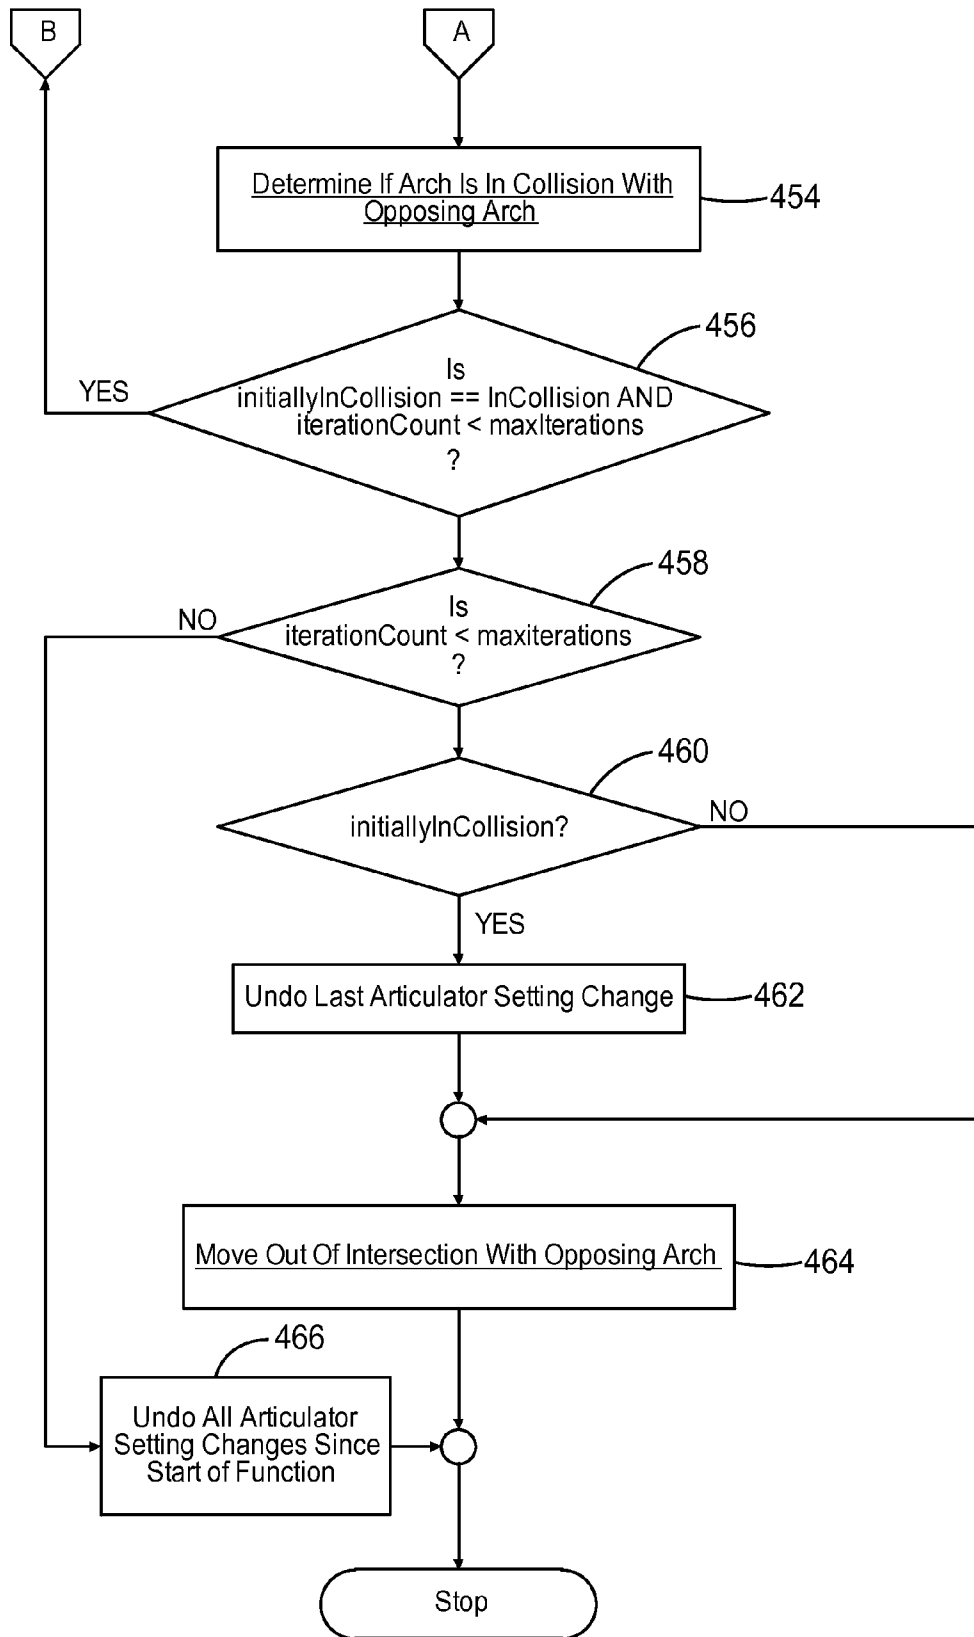 B
A
Determine If Arch Is In Collision With
Opposing Arch
454
456
Is
initiallyInCollision == InCollision AND
iterationCount < maxIterations
?
YES
458
NO
Is
iterationCount < maxiterations
?
460
NO
initiallyInCollision?
YES
Undo Last Articulator Setting Change
462
Move Out Of Intersection With Opposing Arch
464
466
Undo All Articulator
Setting Changes Since
Start of Function
Stop